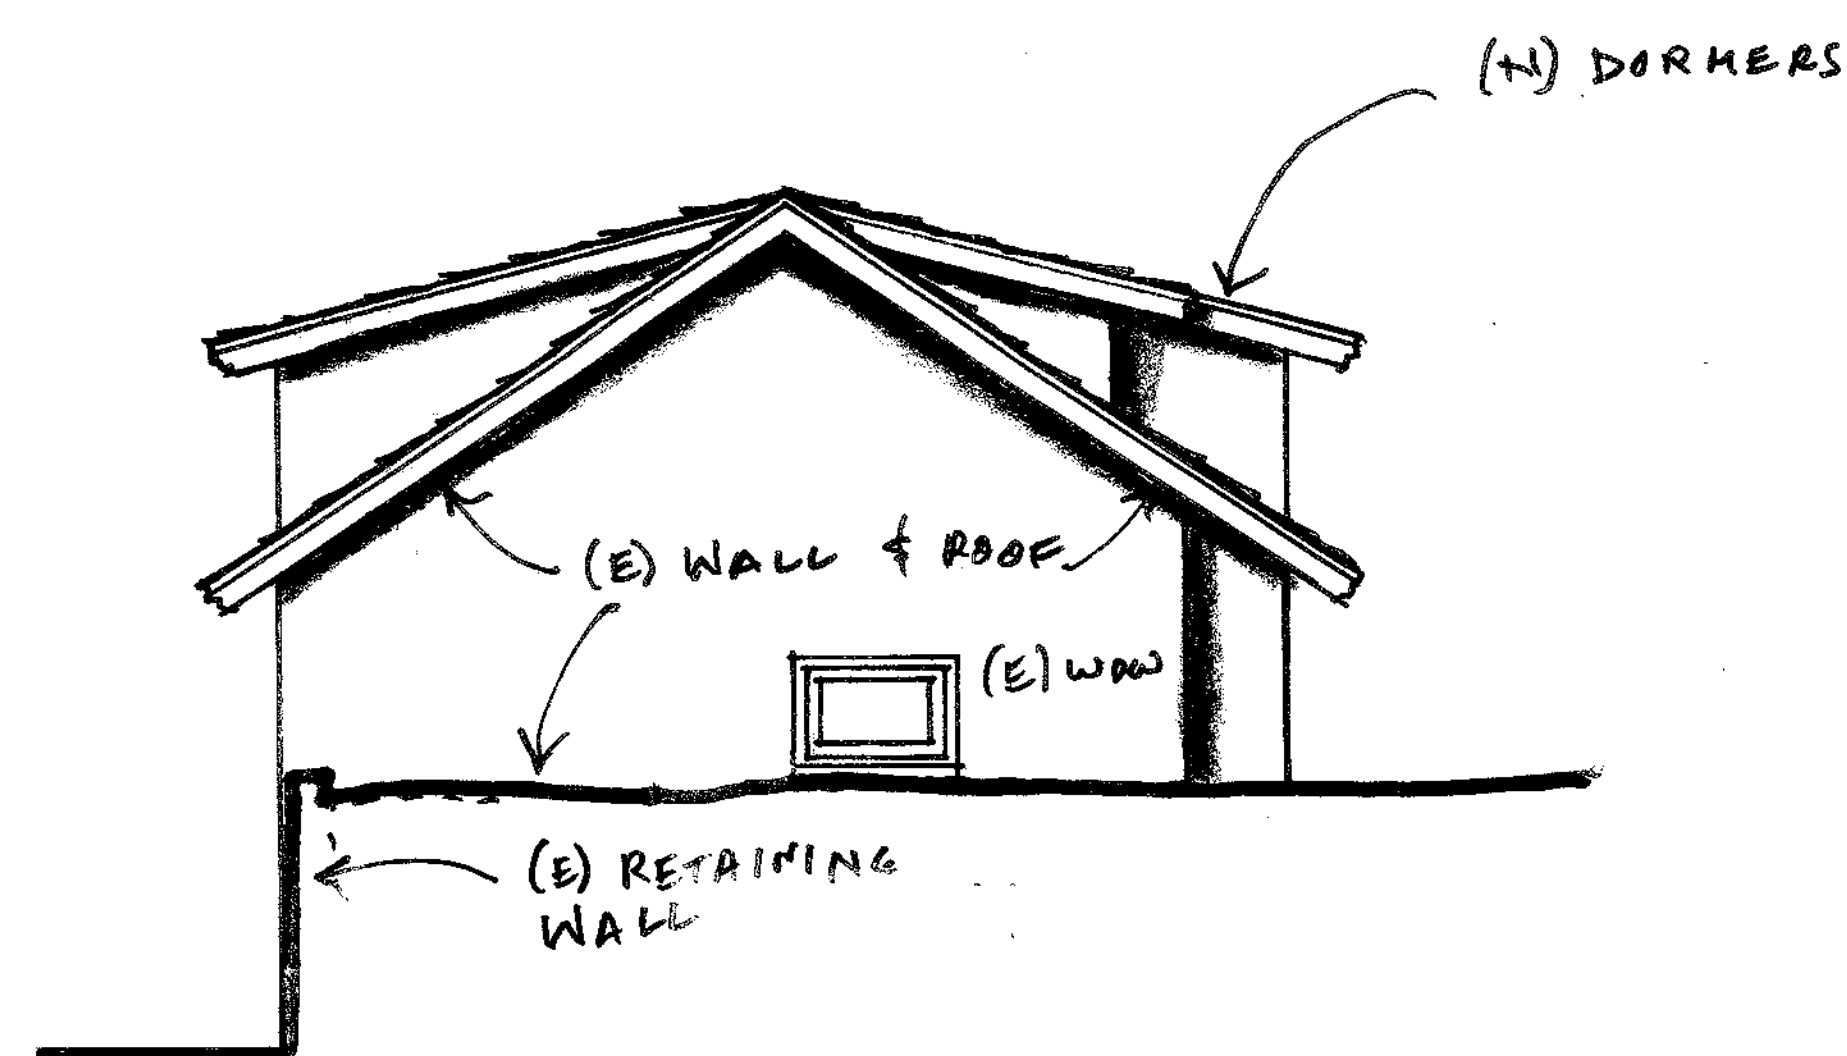 (N) DORMERS
(E) WALL & ROOF
(E) WDW
(E) RETAINING
WALL